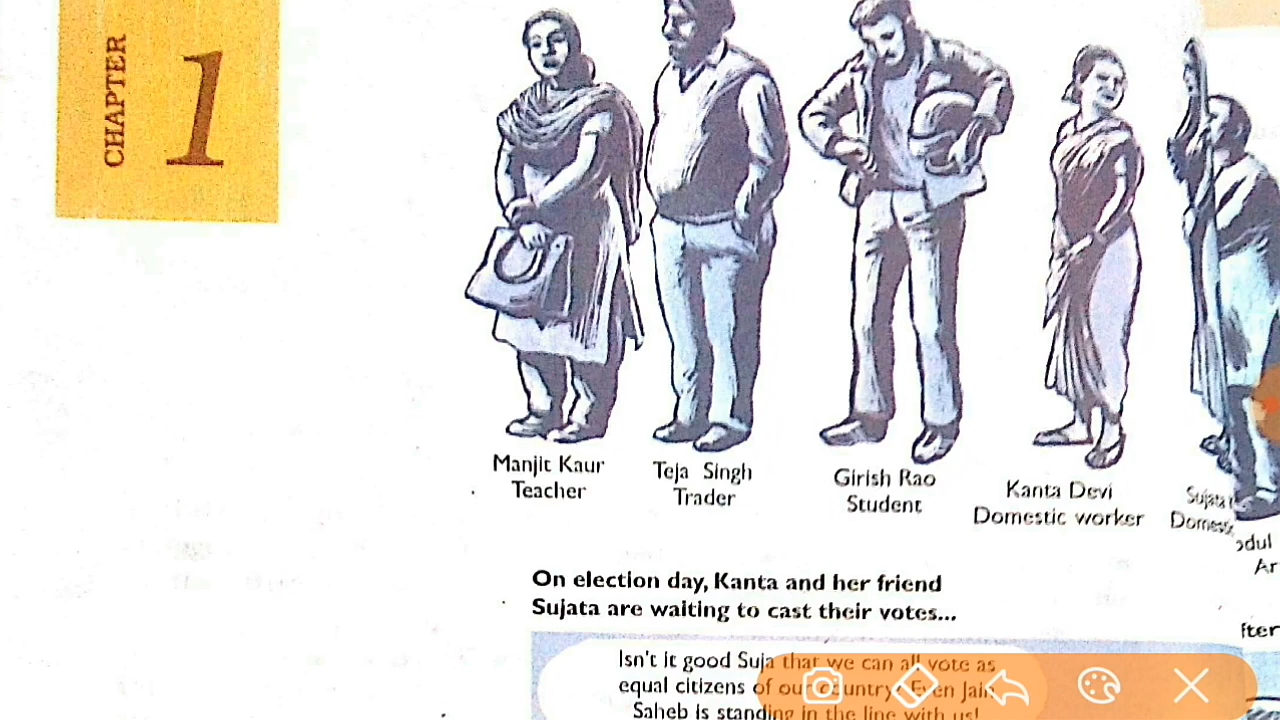 CHAPTER
1
Manjit Kaur
Teacher
Teja Singh
Trader
Girish Rao
Student
Kanta Devi
Domestic worker
Sujata
On election day, Kanta and her friend
Sujata are waiting to cast their votes...
Isn't it good Suja that we can all vote as
equal citizens of our country? Even Jain
Saheb is standing in the line with us!